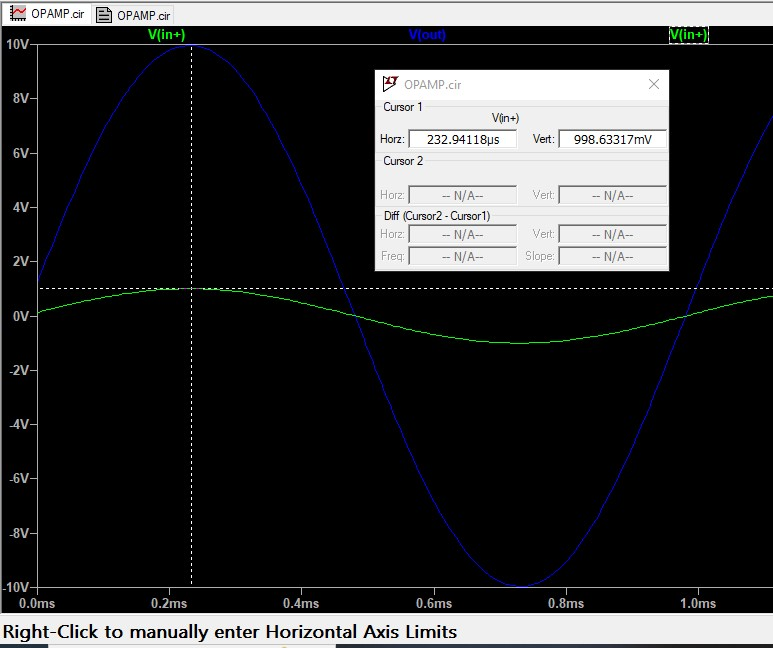 OPAMP.cir OPAMP.cir
V(in+) V(out) V(in+)
10V
8V
6V
4V
2V
0V
-2V
-4V
-6V
-8V
-10V
0.0ms 0.2ms 0.4ms 0.6ms 0.8ms 1.0ms
OPAMP.cir
Cursor 1
V(in+)
Horz: 232.94118µs Vert: 998.63317mV
Cursor 2
Horz: -- N/A-- Vert: -- N/A--
Diff (Cursor2 - Cursor1)
Horz: -- N/A-- Vert: -- N/A--
Freq: -- N/A-- Slope: -- N/A--
Right-Click to manually enter Horizontal Axis Limits